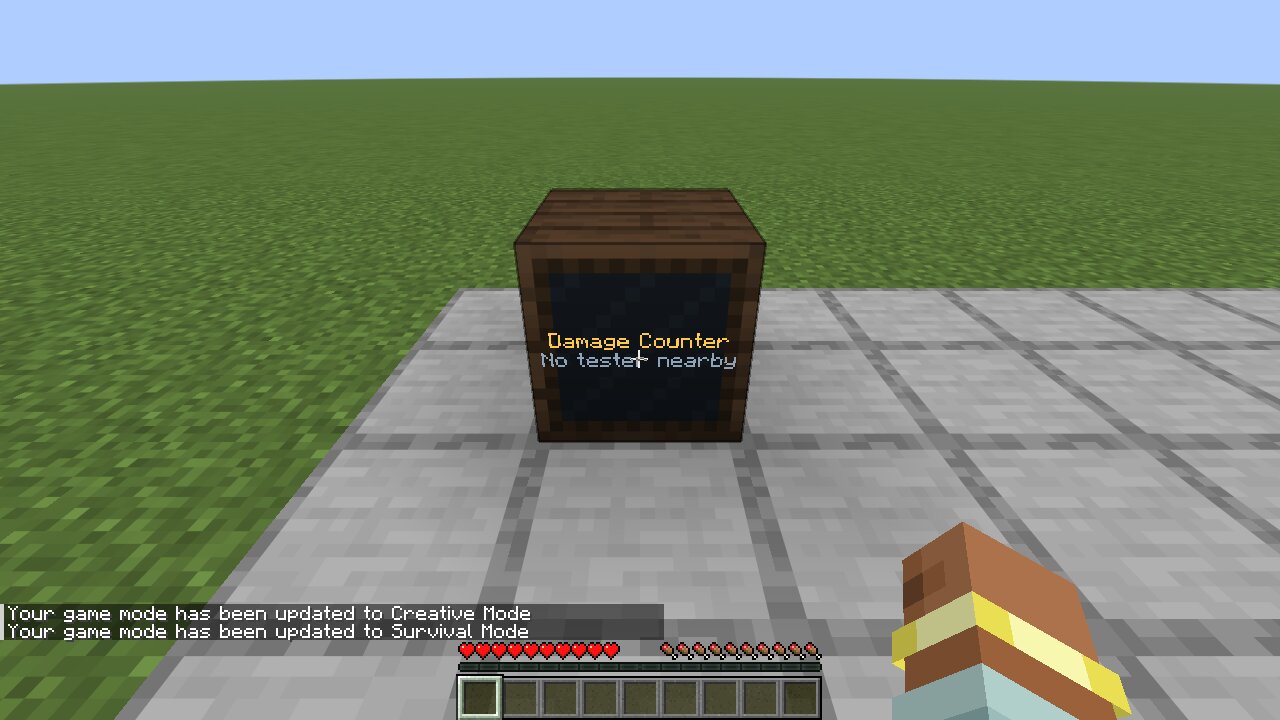 Damage Counter
No tester nearby
Your game mode has been updated to Creative Mode
Your game mode has been updated to Survival Mode